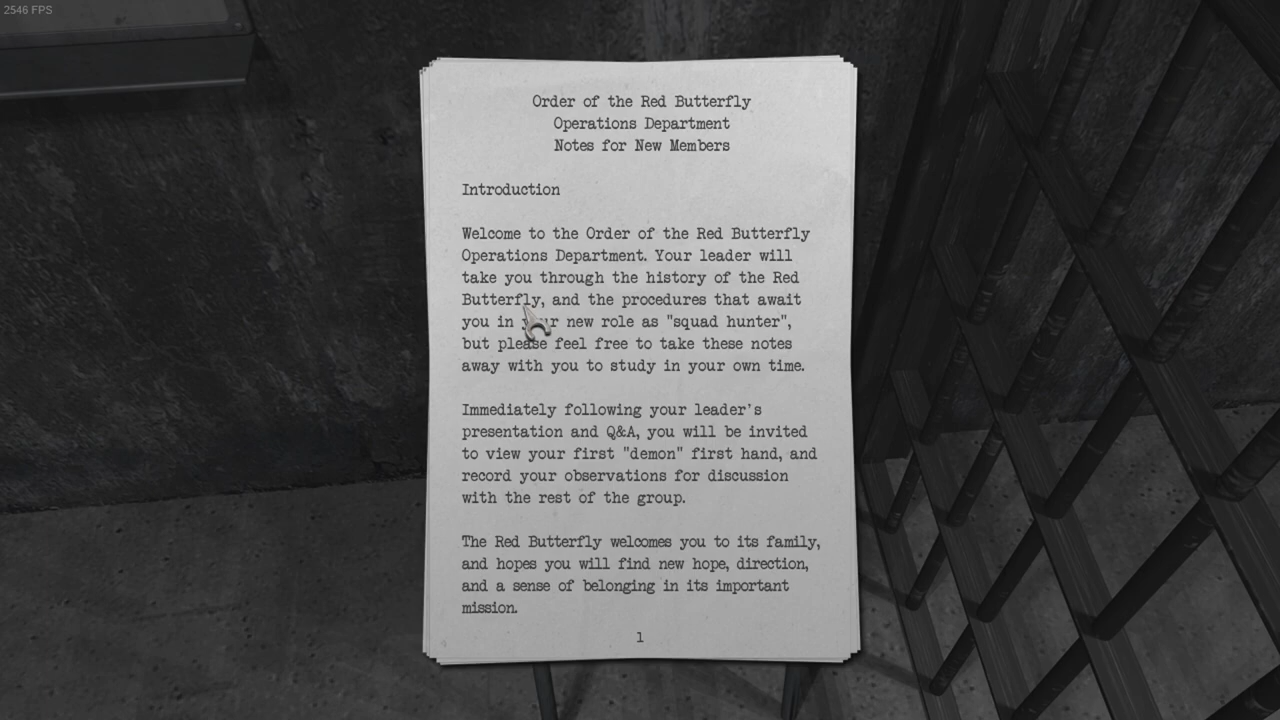 2546 FPS
Order of the Red Butterfly
Operations Department
Notes for New Members
Introduction
Welcome to the Order of the Red Butterfly
Operations Department. Your leader will
take you through the history of the Red
Butterfly, and the procedures that await
you in your new role as "squad hunter",
but please feel free to take these notes
away with you to study in your own time.
Immediately following your leader's
presentation and Q&A, you will be invited
to view your first "demon" first hand, and
record your observations for discussion
with the rest of the group.
The Red Butterfly welcomes you to its family,
and hopes you will find new hope, direction,
and a sense of belonging in its important
mission.
1